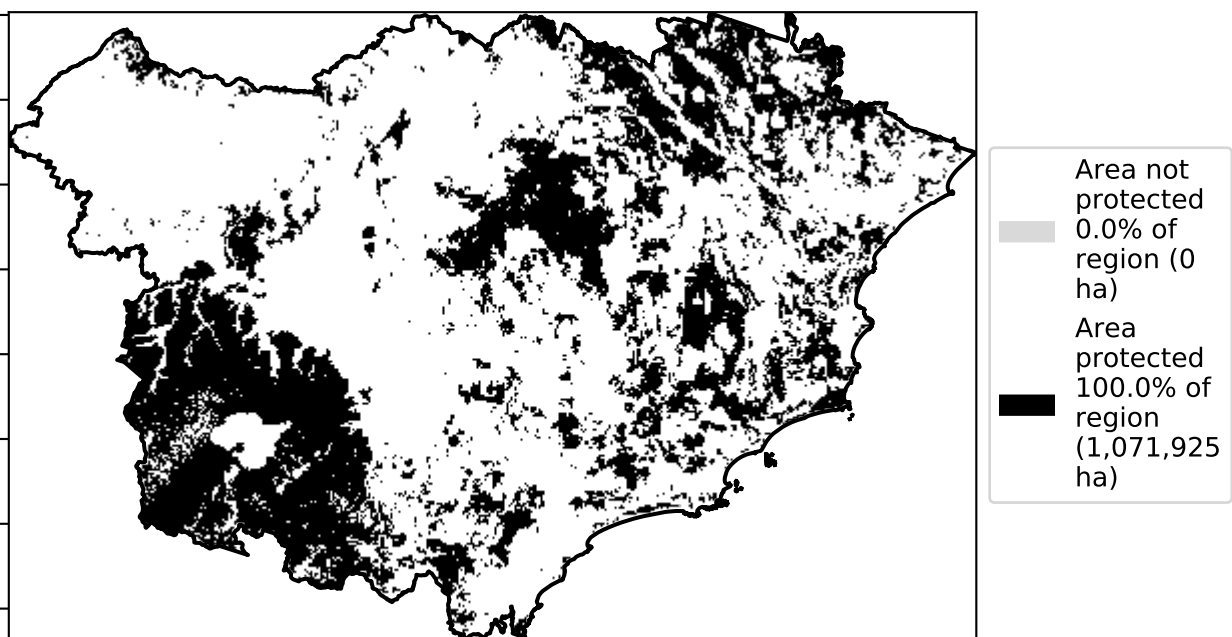 Area not
protected
0.0% of
region (0
ha)
Area
protected
100.0% of
region
(1,071,925
ha)